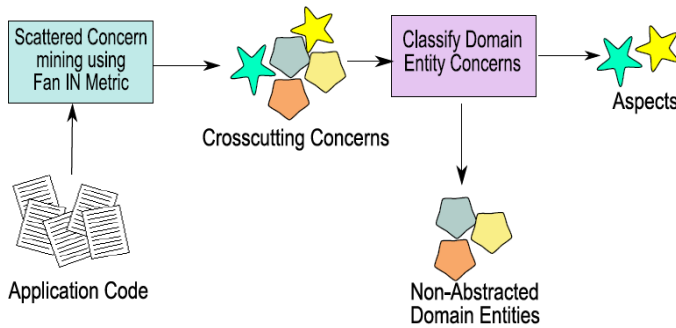 Scattered Concern
mining using
Fan IN Metric
Crosscutting Concerns
Classify Domain
Entity Concerns
Aspects
Application Code
Non-Abstracted
Domain Entities